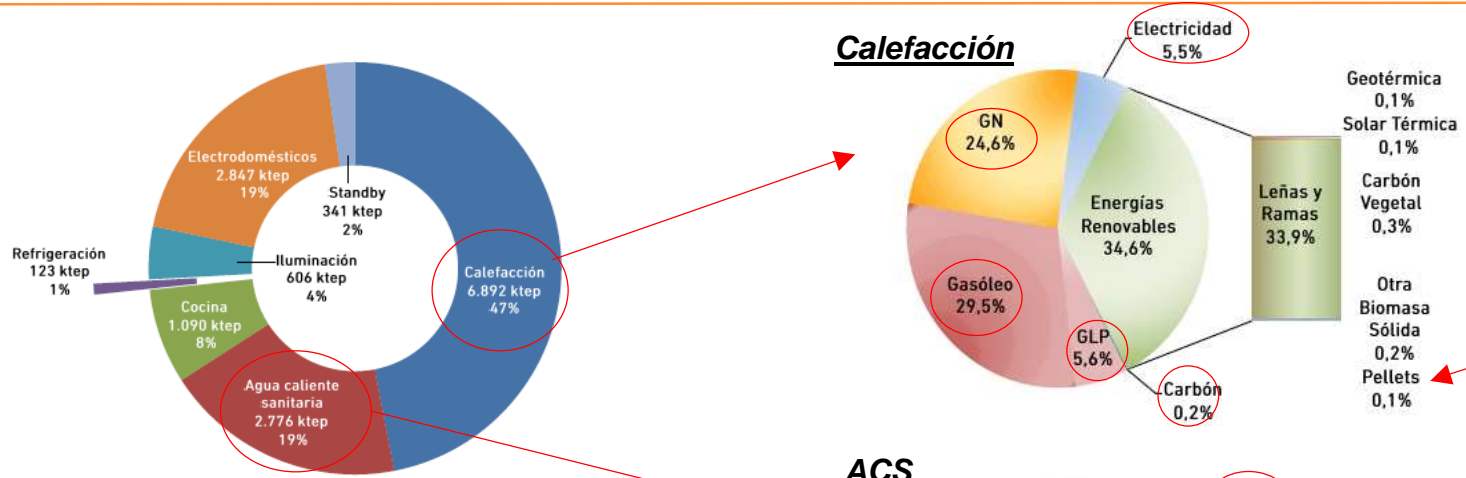 Electrodomésticos
2.847 ktep
19%
Standby
341 ktep
2%
Refrigeración
123 ktep
1%
Iluminación
606 ktep
4%
Calefacción
6.892 ktep
47%
Cocina
1.090 ktep
8%
Agua caliente
sanitaria
2.776 ktep
19%
Calefacción
Electricidad
5,5%
GN
24,6%
Energías
Renovables
34,6%
Gasóleo
29,5%
GLP
5,6%
Carbón
0,2%
Leñas y
Ramas
33,9%
Geotérmica
0,1%
Solar Térmica
0,1%
Carbón
Vegetal
0,3%
Otra
Biomasa
Sólida
0,2%
Pellets
0,1%
ACS